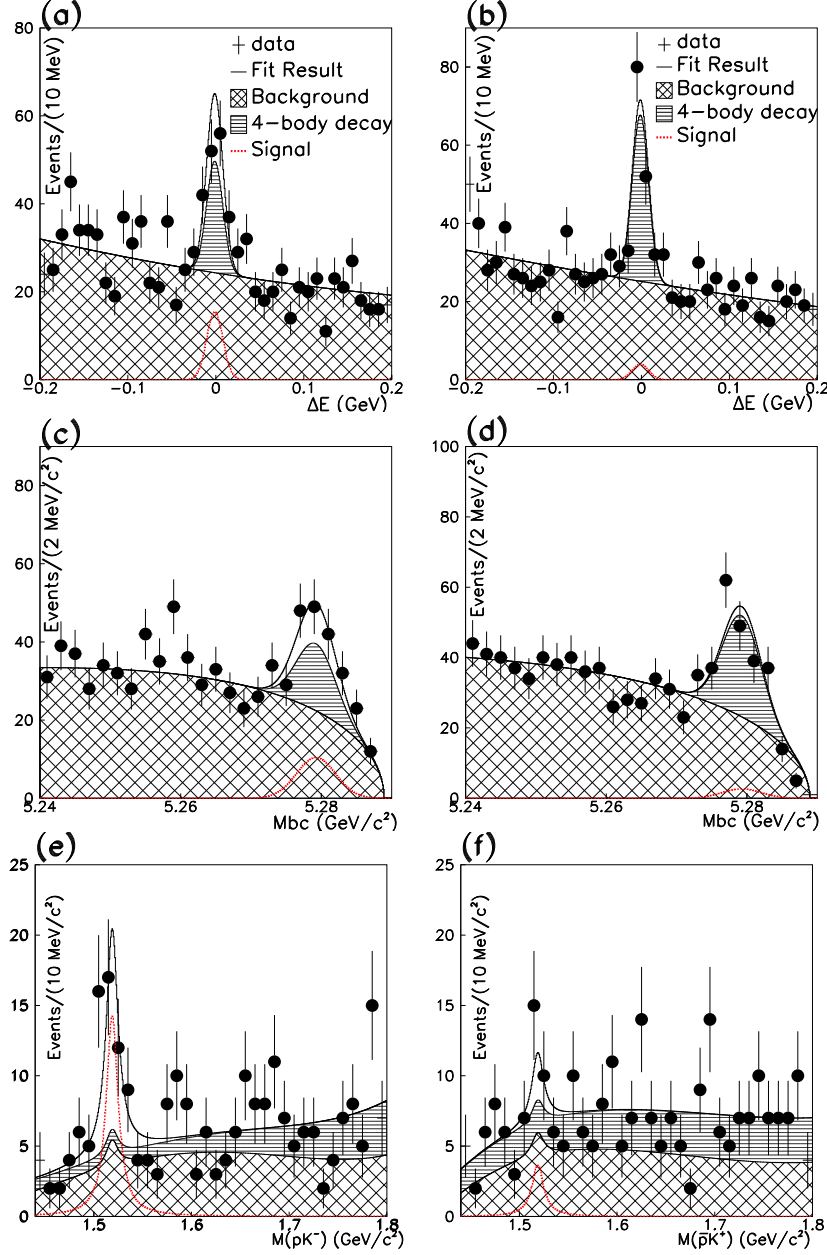 (a)
80
60
40
20
0
Events/(10 MeV)
data
Fit Result
Background
4-body decay
Signal
-0.2 -0.1 0 0.1 0.2
ΔE (GeV)
(b)
80
60
40
20
0
Events/(10 MeV)
data
Fit Result
Background
4-body decay
Signal
-0.2 -0.1 0 0.1 0.2
ΔE (GeV)
(c)
80
60
40
20
0
Events/(2 MeV/c²)
5.24 5.26 5.28
Mbc (GeV/c²)
(d)
100
80
60
40
20
0
Events/(2 MeV/c²)
5.24 5.26 5.28
Mbc (GeV/c²)
(e)
25
20
15
10
5
0
Events/(10 MeV/c²)
1.5 1.6 1.7 1.8
M(pK⁻) (GeV/c²)
(f)
25
20
15
10
5
0
Events/(10 MeV/c²)
1.5 1.6 1.7 1.8
M(p̄K⁺) (GeV/c²)